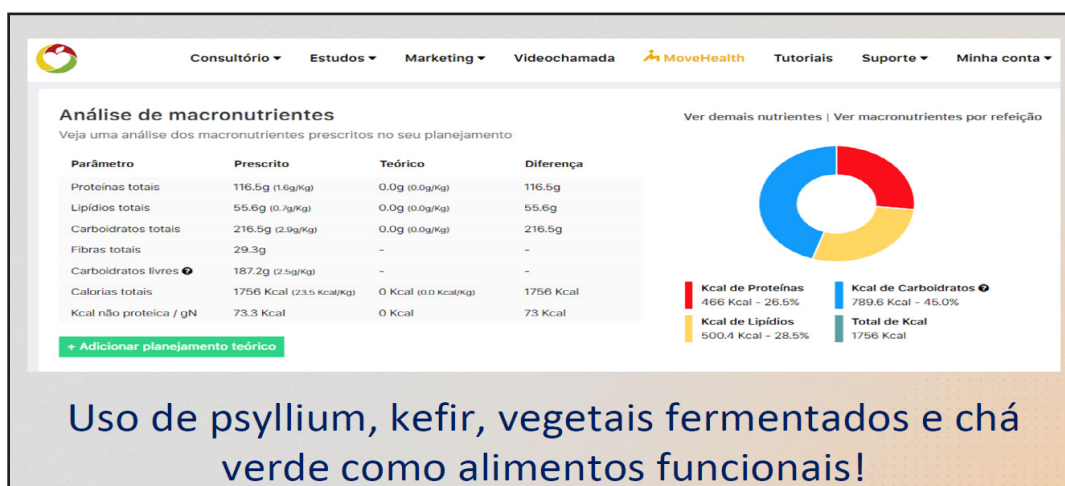 Consultório Estudos Marketing Videochamada MoveHealth Tutoriais Suporte Minha conta
Análise de macronutrientes
Veja uma análise dos macronutrientes prescritos no seu planejamento
Ver demais nutrientes | Ver macronutrientes por refeição
Parâmetro Prescrito Teórico Diferença
Proteínas totais 116.5g (1.6g/Kg) 0.0g (0.0g/Kg) 116.5g
Lipídios totais 55.6g (0.7g/Kg) 0.0g (0.0g/Kg) 55.6g
Carboidratos totais 216.5g (2.9g/Kg) 0.0g (0.0g/Kg) 216.5g
Fibras totais 29.3g - -
Carboidratos livres 187.2g (2.5g/Kg) - -
Calorias totais 1756 Kcal (23.5 Kcal/Kg) 0 Kcal (0.0 Kcal/Kg) 1756 Kcal
Kcal não proteica / gN 73.3 Kcal 0 Kcal 73 Kcal
+ Adicionar planejamento teórico
Kcal de Proteínas Kcal de Carboidratos
466 Kcal - 26.5% 789.6 Kcal - 45.0%
Kcal de Lipídios Total de Kcal
500.4 Kcal - 28.5% 1756 Kcal
Uso de psyllium, kefir, vegetais fermentados e chá
verde como alimentos funcionais!